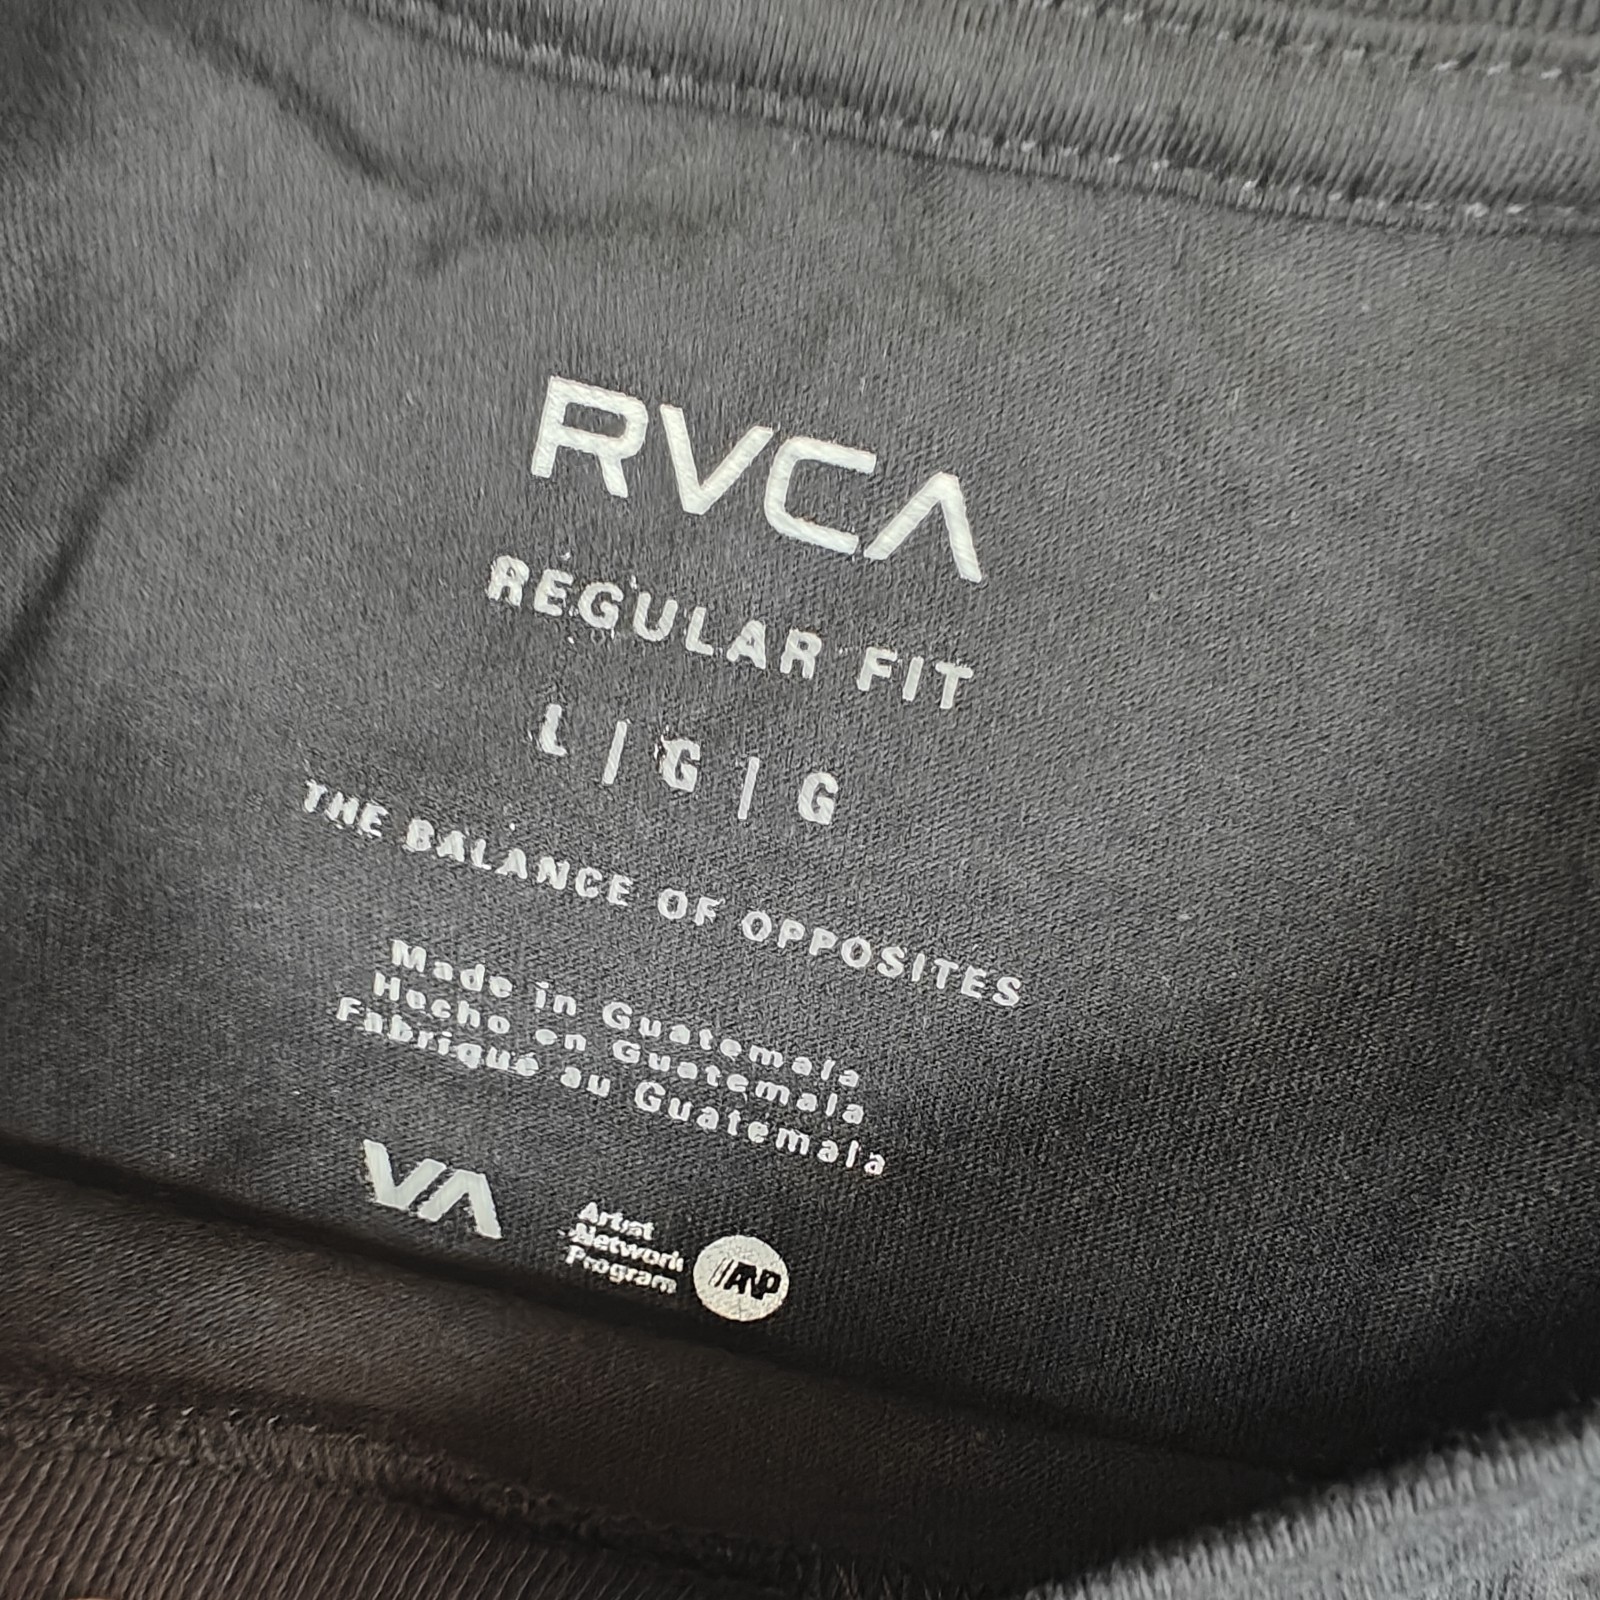 RVCA
REGULAR FIT
L | G | G
THE BALANCE OF OPPOSITES
Made in Guatemala
Hecho en Guatemala
Fabriqué au Guatemala
VA
Artist
Network
Program
ANP